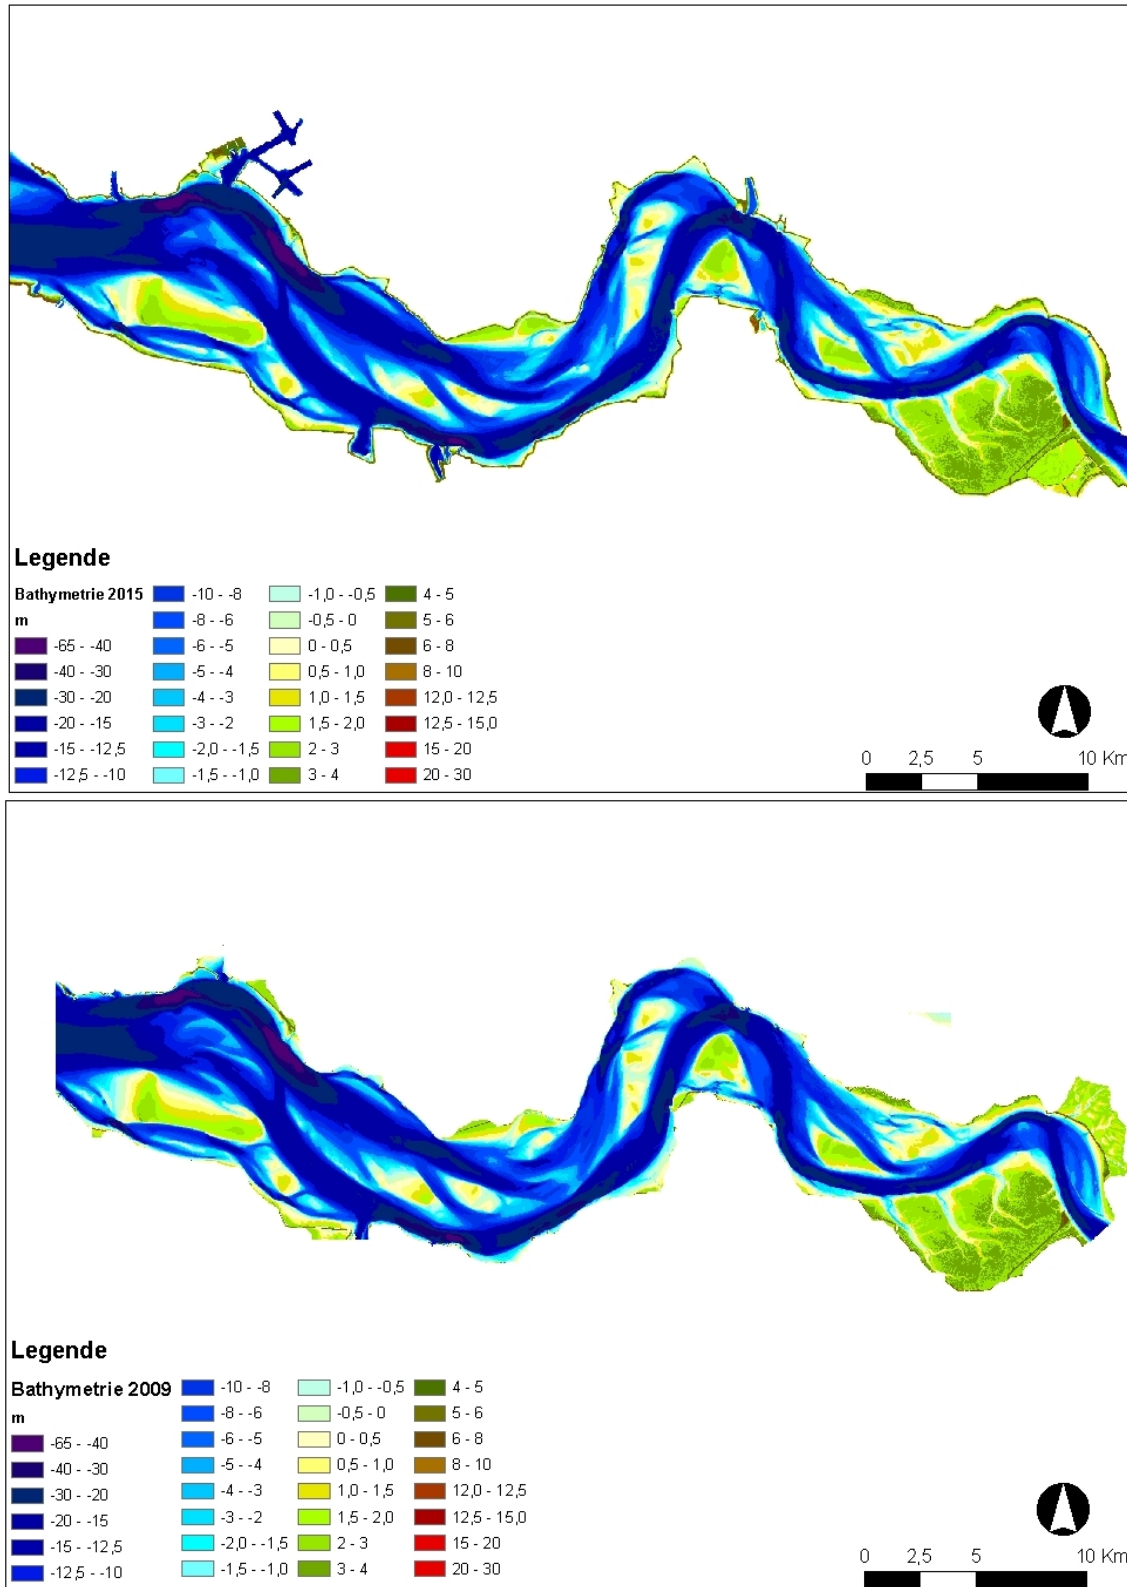 Legende
Bathymetrie 2015
m
-65 - -40
-40 - -30
-30 - -20
-20 - -15
-15 - -12,5
-12,5 - -10
-10 - -8
-8 - -6
-6 - -5
-5 - -4
-4 - -3
-3 - -2
-2,0 - -1,5
-1,5 - -1,0
-1,0 - -0,5
-0,5 - 0
0 - 0,5
0,5 - 1,0
1,0 - 1,5
1,5 - 2,0
2 - 3
3 - 4
4 - 5
5 - 6
6 - 8
8 - 10
12,0 - 12,5
12,5 - 15,0
15 - 20
20 - 30
0 2,5 5 10 Km
Legende
Bathymetrie 2009
m
-65 - -40
-40 - -30
-30 - -20
-20 - -15
-15 - -12,5
-12,5 - -10
-10 - -8
-8 - -6
-6 - -5
-5 - -4
-4 - -3
-3 - -2
-2,0 - -1,5
-1,5 - -1,0
-1,0 - -0,5
-0,5 - 0
0 - 0,5
0,5 - 1,0
1,0 - 1,5
1,5 - 2,0
2 - 3
3 - 4
4 - 5
5 - 6
6 - 8
8 - 10
12,0 - 12,5
12,5 - 15,0
15 - 20
20 - 30
0 2,5 5 10 Km